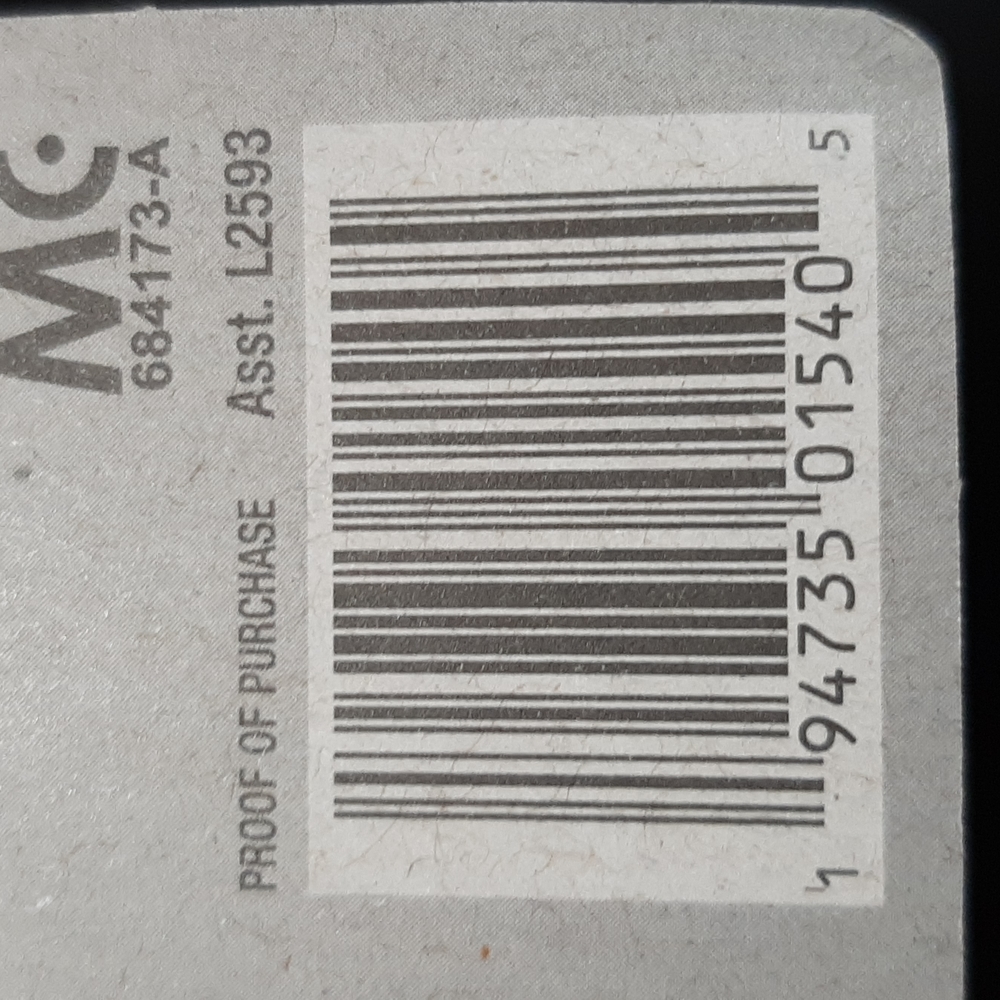 MC
684173-A
PROOF OF PURCHASE Asst. L2593
1 94735 01540 5